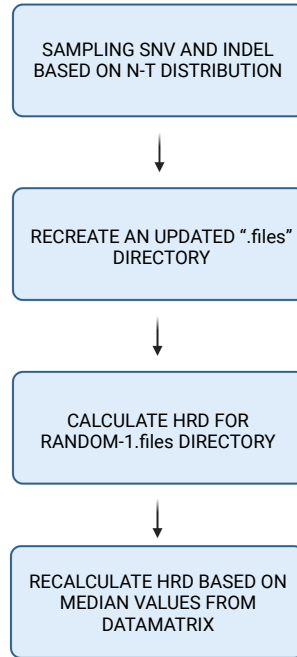 SAMPLING SNV AND INDEL
BASED ON N-T DISTRIBUTION
RECREATE AN UPDATED “.files”
DIRECTORY
CALCULATE HRD FOR
RANDOM-1.files DIRECTORY
RECALCULATE HRD BASED ON
MEDIAN VALUES FROM
DATAMATRIX